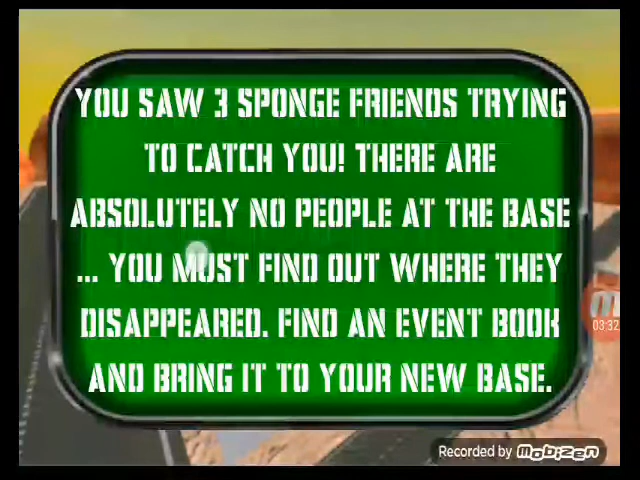 YOU SAW 3 SPONGE FRIENDS TRYING
TO CATCH YOU! THERE ARE
ABSOLUTELY NO PEOPLE AT THE BASE
... YOU MUST FIND OUT WHERE THEY
DISAPPEARED. FIND AN EVENT BOOK
AND BRING IT TO YOUR NEW BASE.
03:32
Recorded by Mobizen